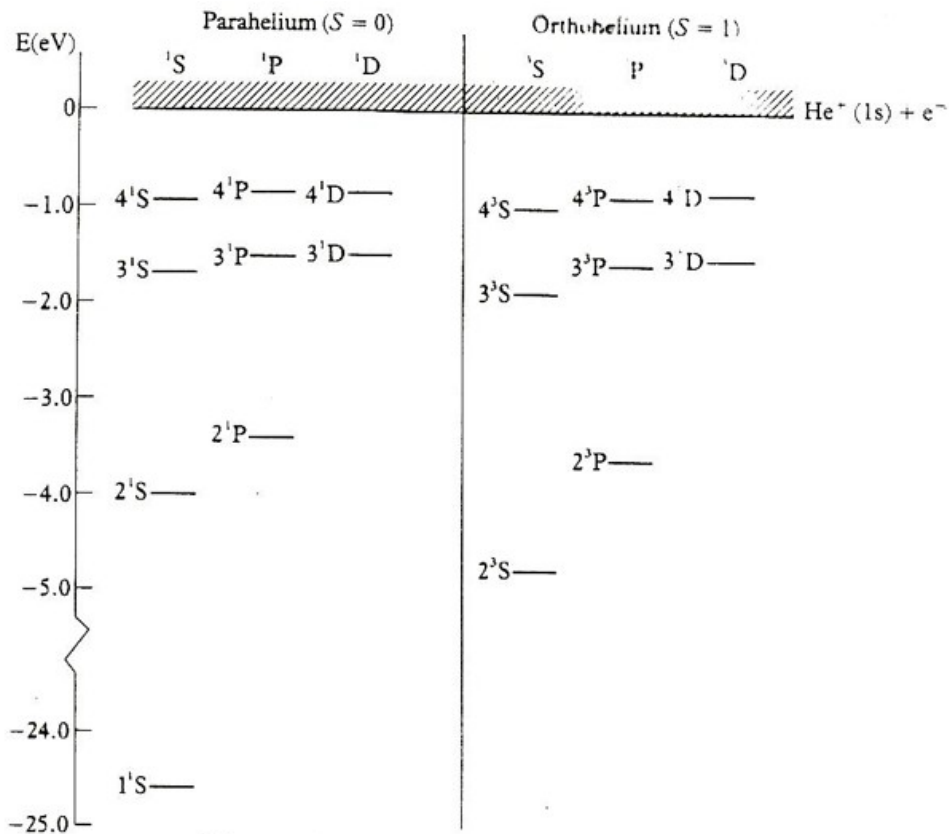 Parahelium (S = 0)
Orthohelium (S = 1)
E(eV)
¹S ¹P ¹D
S P D
0
He⁺ (1s) + e⁻
4¹S 4¹P 4¹D
4³S 4³P 4 D
−1.0
3¹S 3¹P 3¹D
3³S 3³P 3 D
−2.0
−3.0
2¹P
2³P
−4.0
2¹S
2³S
−5.0
−24.0
1¹S
−25.0